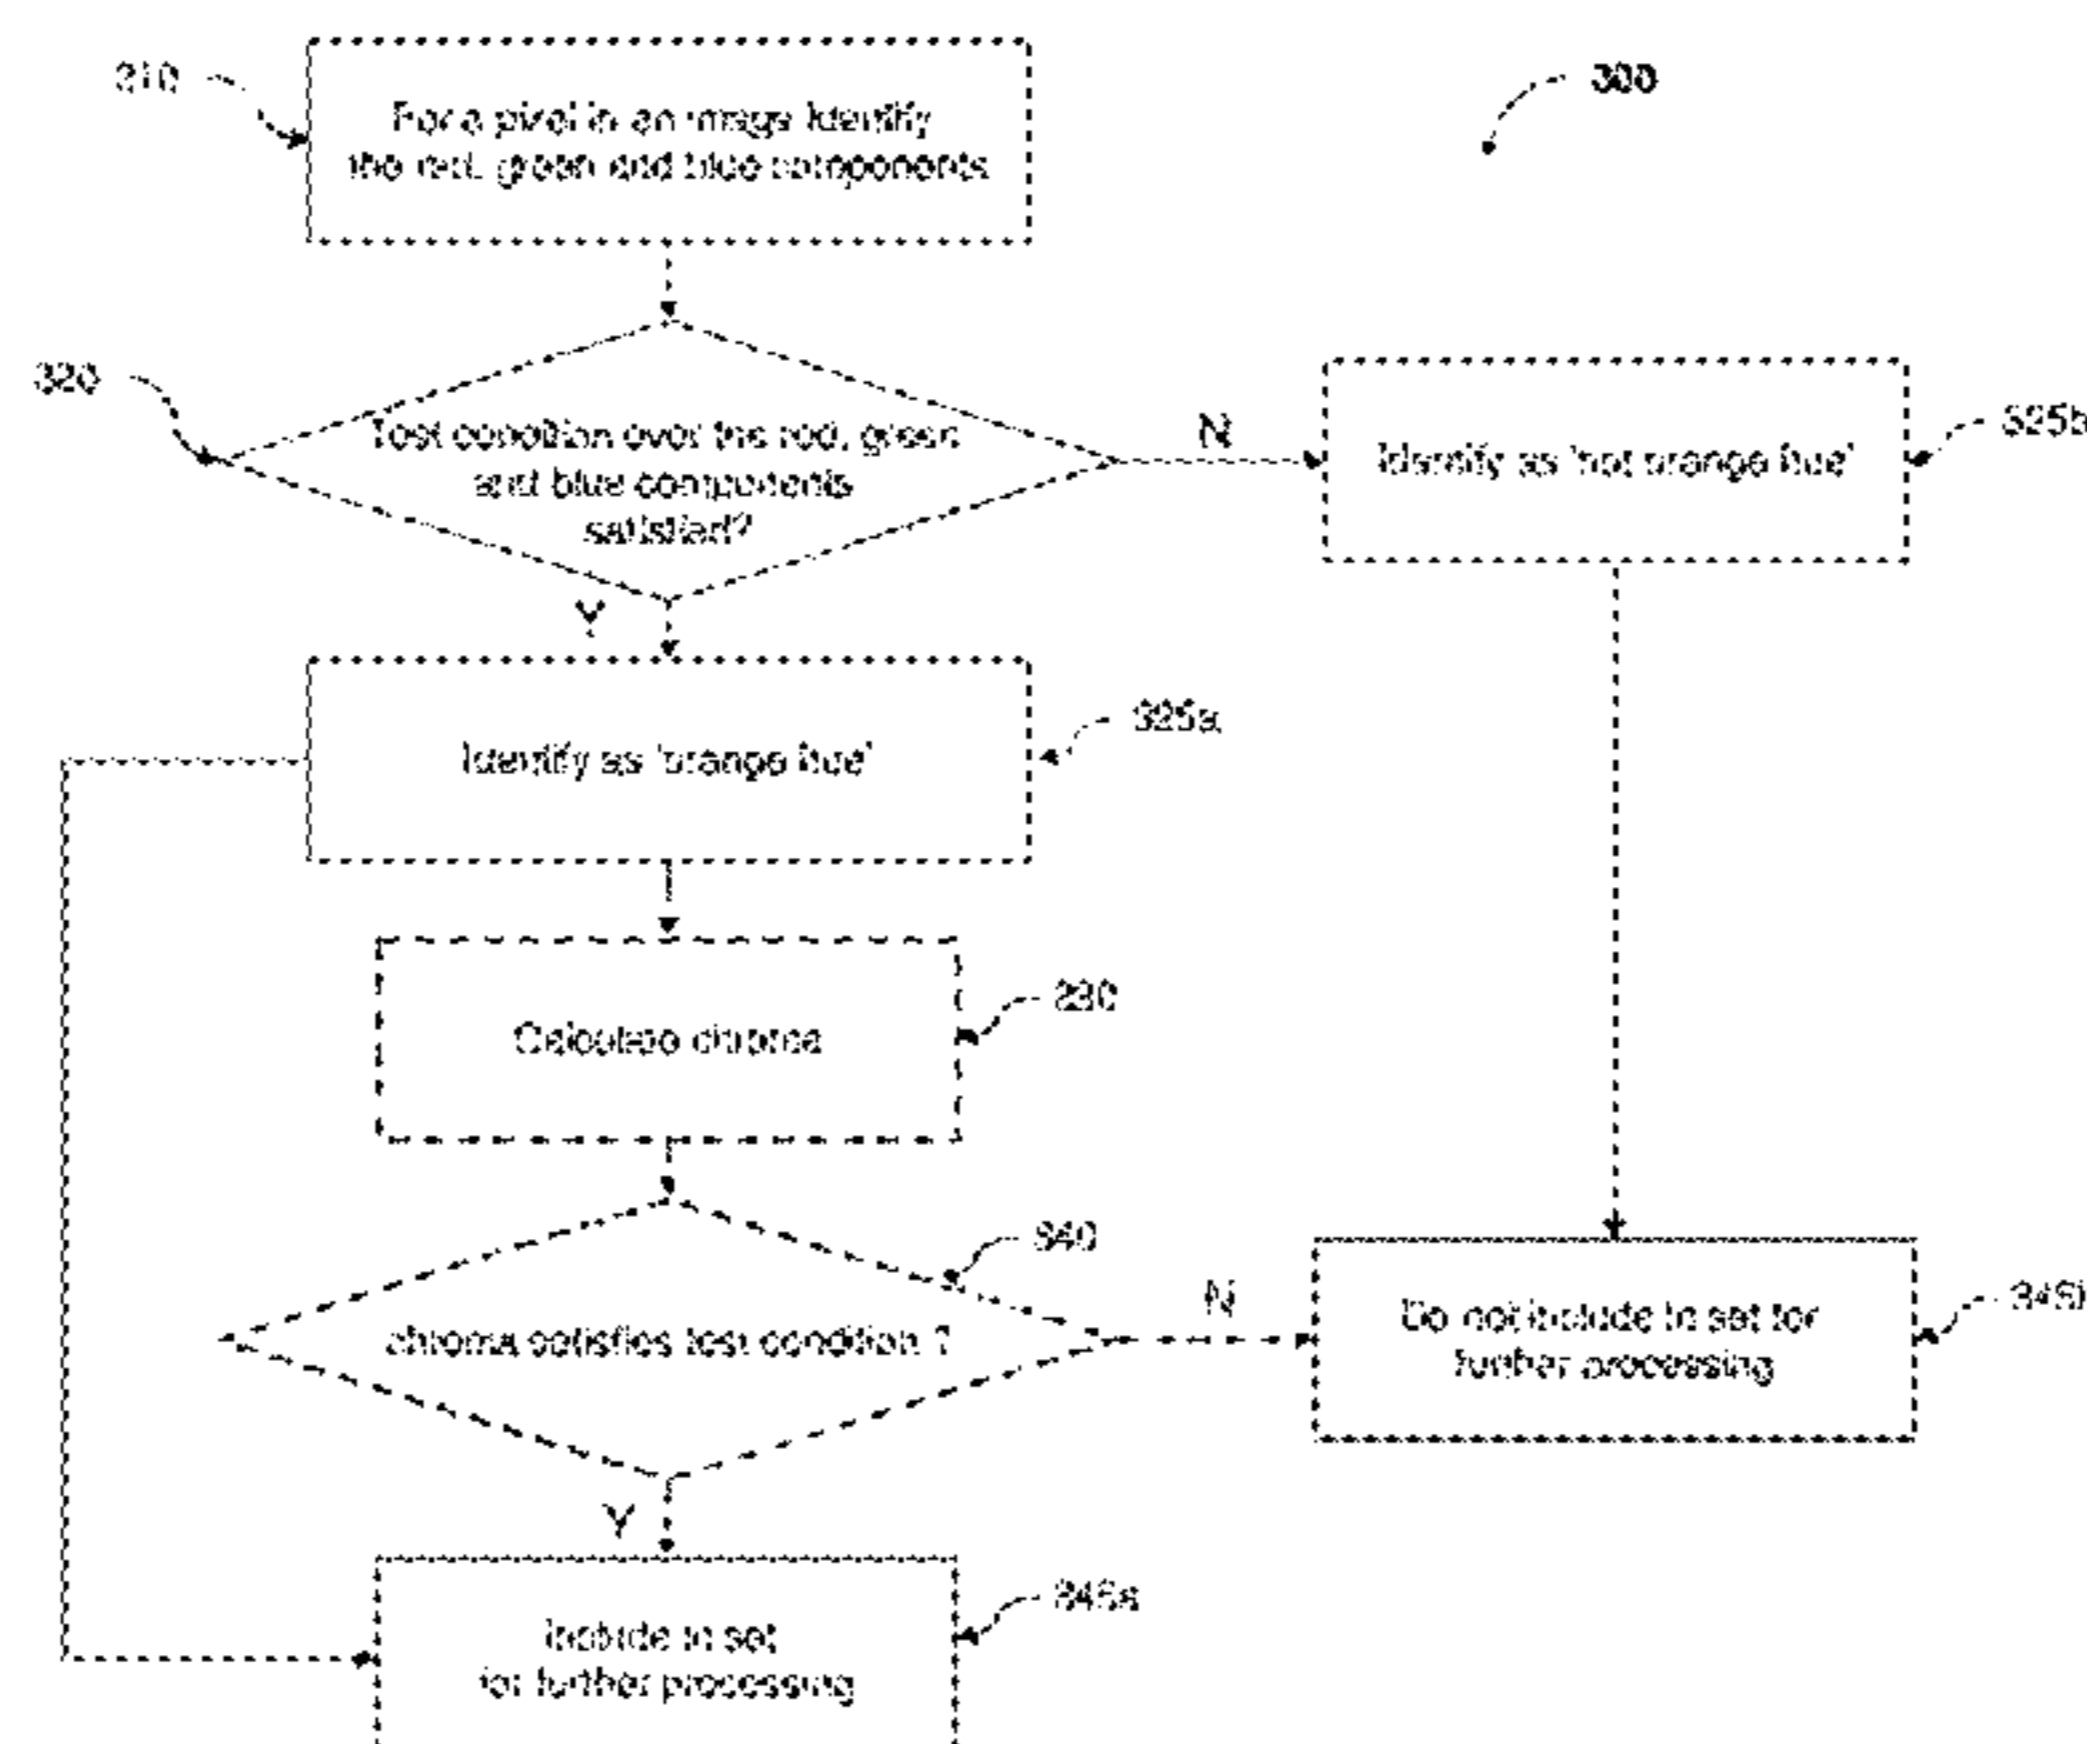 310
300
For a pixel in an image identify
the red, green and blue components
320
Test condition over the red, green
and blue components
satisfied?
N
Identify as 'not orange hue'
325b
Y
Identify as 'orange hue'
325a
Calculate chroma
330
340
chroma satisfies test condition ?
N
Do not include in set for
further processing
345
Y
Include in set
for further processing
345a